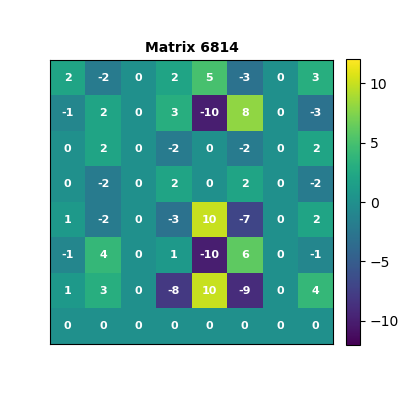 Matrix 6814
2 -2 0 2 5 -3 0 3
-1 2 0 3 -10 8 0 -3
0 2 0 -2 0 -2 0 2
0 -2 0 2 0 2 0 -2
1 -2 0 -3 10 -7 0 2
-1 4 0 1 -10 6 0 -1
1 3 0 -8 10 -9 0 4
0 0 0 0 0 0 0 0
10
5
0
−5
−10